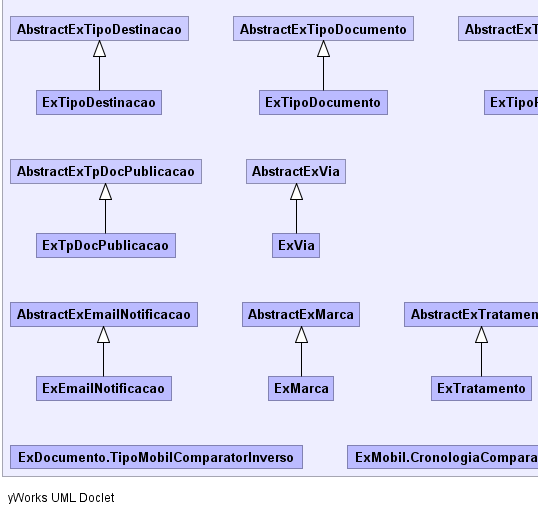 AbstractExTipoDestinacao AbstractExTipoDocumento AbstractExT
ExTipoDestinacao ExTipoDocumento ExTipo
AbstractExTpDocPublicacao AbstractExVia
ExTpDocPublicacao ExVia
AbstractExEmailNotificacao AbstractExMarca AbstractExTratamen
ExEmailNotificacao ExMarca ExTratamento
ExDocumento.TipoMobilComparatorInverso ExMobil.CronologiaCompara
yWorks UML Doclet